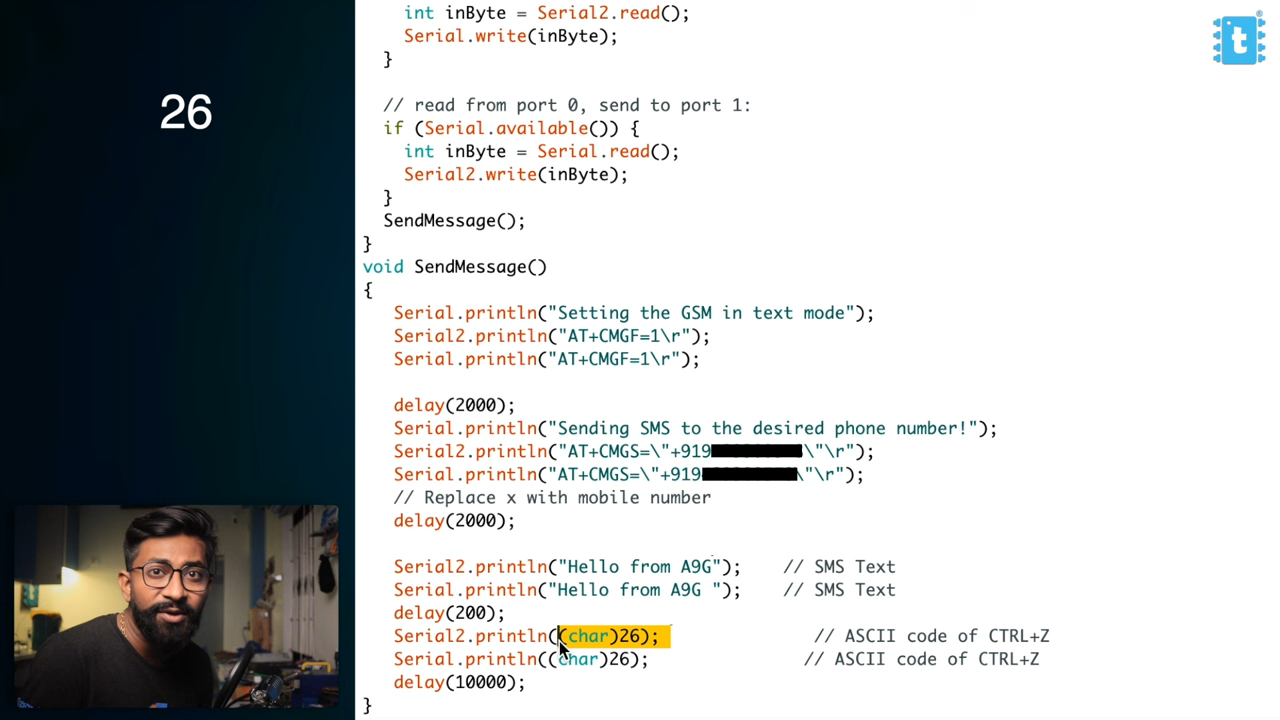 26
t
int inByte = Serial2.read();
Serial.write(inByte);
}
// read from port 0, send to port 1:
if (Serial.available()) {
int inByte = Serial.read();
Serial2.write(inByte);
}
SendMessage();
}
void SendMessage()
{
Serial.println("Setting the GSM in text mode");
Serial2.println("AT+CMGF=1\r");
Serial.println("AT+CMGF=1\r");
delay(2000);
Serial.println("Sending SMS to the desired phone number!");
Serial2.println("AT+CMGS=\"+919\"\r");
Serial.println("AT+CMGS=\"+919\"\r");
// Replace x with mobile number
delay(2000);
Serial2.println("Hello from A9G"); // SMS Text
Serial.println("Hello from A9G "); // SMS Text
delay(200);
Serial2.println((char)26); // ASCII code of CTRL+Z
Serial.println((char)26); // ASCII code of CTRL+Z
delay(10000);
}